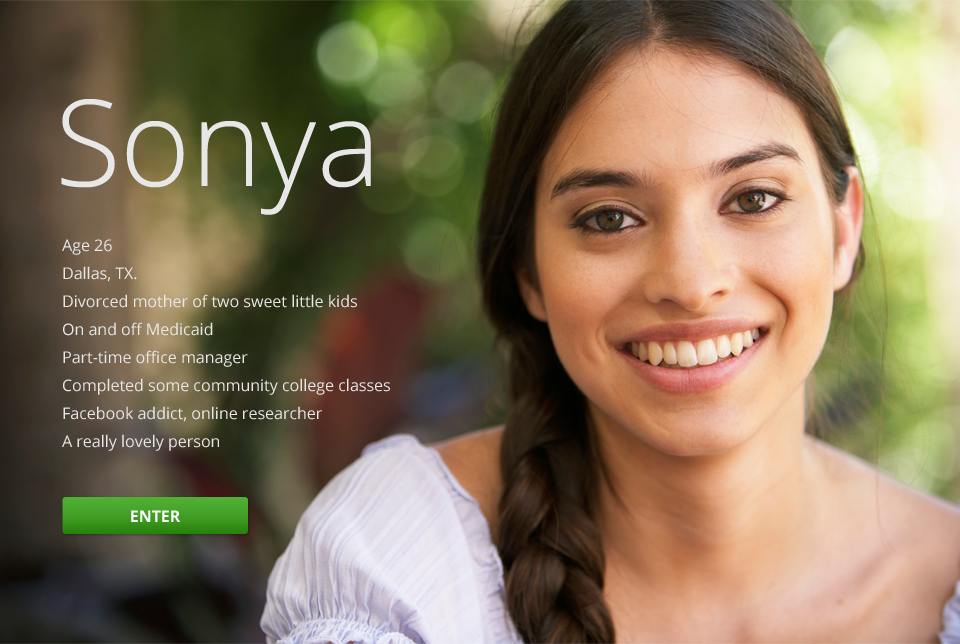 Sonya
Age 26
Dallas, TX.
Divorced mother of two sweet little kids
On and off Medicaid
Part-time office manager
Completed some community college classes
Facebook addict, online researcher
A really lovely person
ENTER